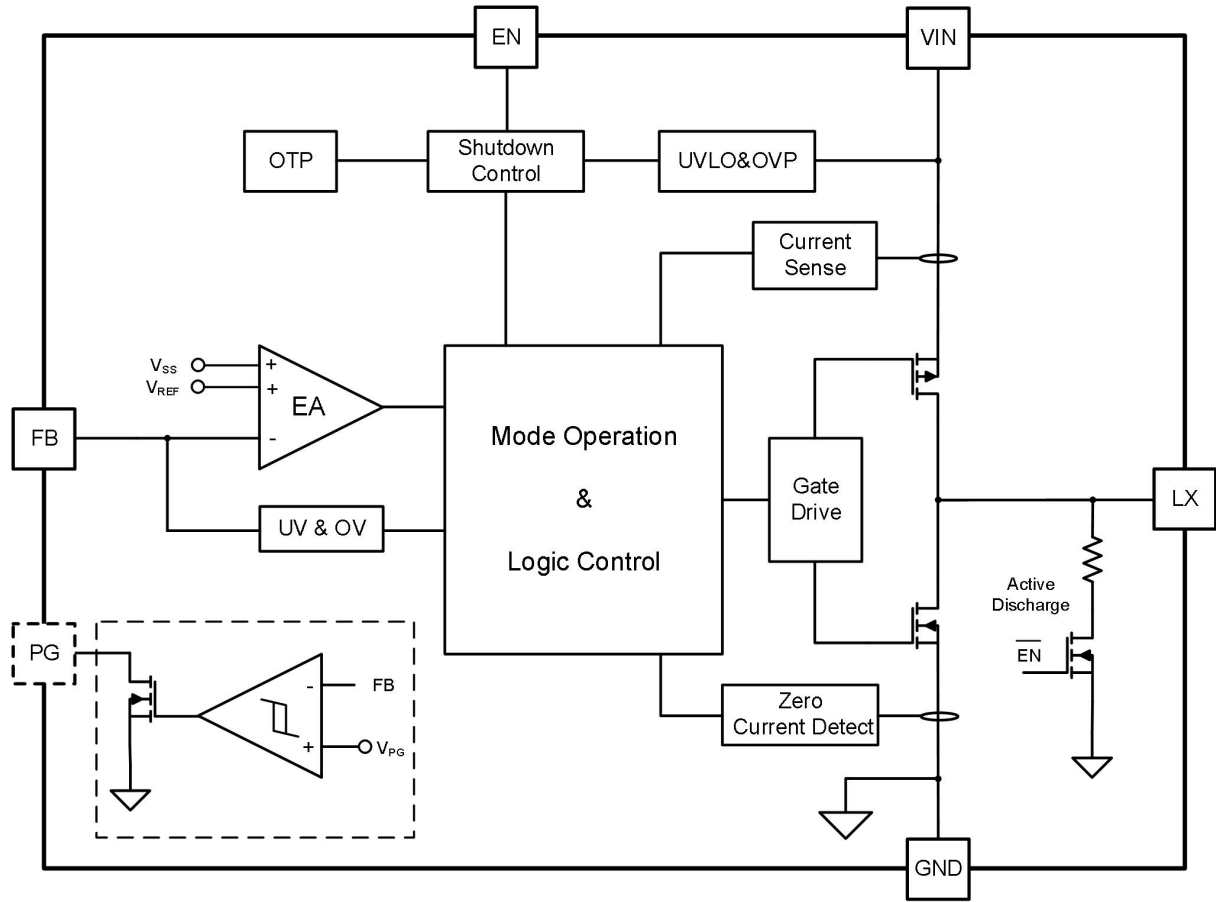 EN
VIN
OTP
Shutdown
Control
UVLO&OVP
Current
Sense
VSS
+
VREF
+
EA
FB
-
Mode Operation
&
Logic Control
Gate
Drive
LX
UV & OV
Active
Discharge
EN
PG
-
FB
+
VPG
Zero
Current Detect
GND